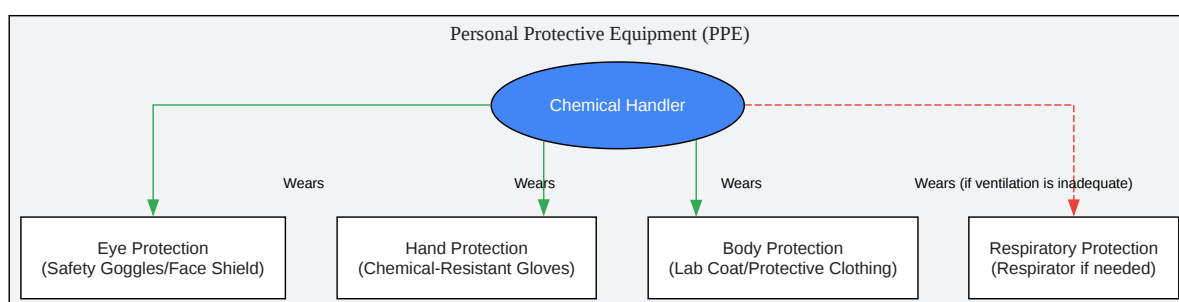 Personal Protective Equipment (PPE)
Chemical Handler
Wears
Wears
Wears
Wears (if ventilation is inadequate)
Eye Protection
(Safety Goggles/Face Shield)
Hand Protection
(Chemical-Resistant Gloves)
Body Protection
(Lab Coat/Protective Clothing)
Respiratory Protection
(Respirator if needed)